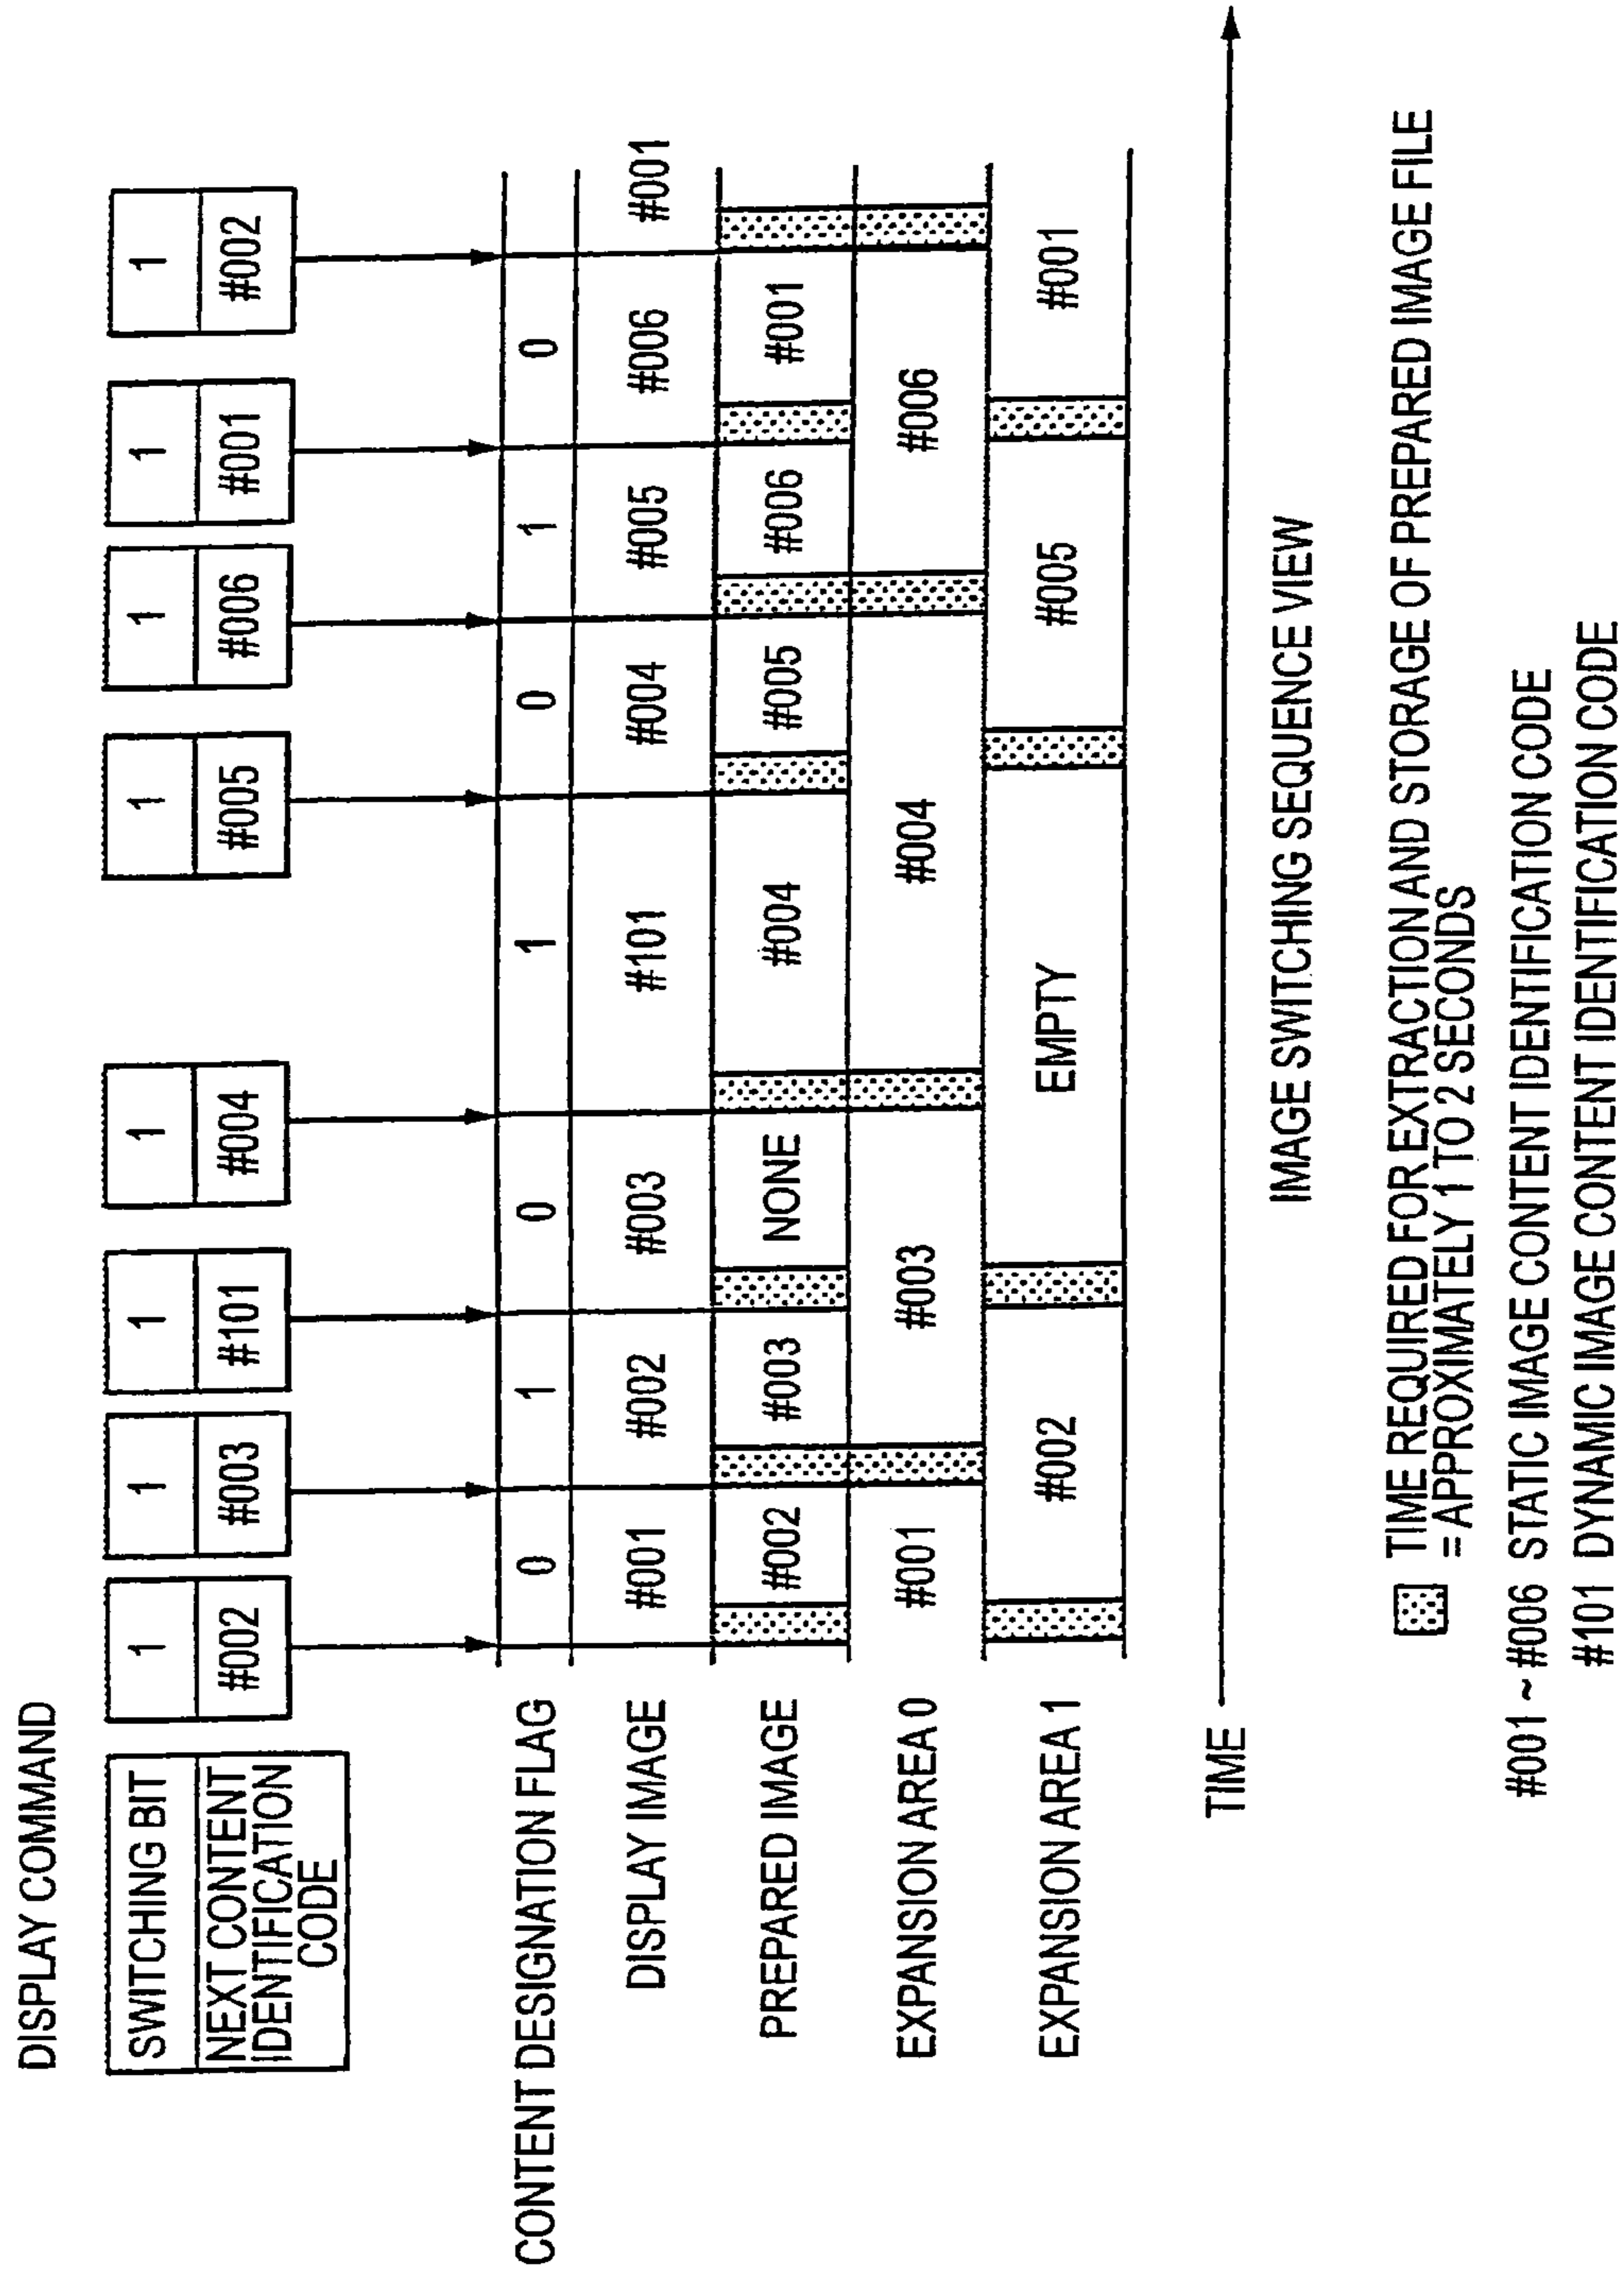 DISPLAY COMMAND
SWITCHING BIT
NEXT CONTENT
IDENTIFICATION
CODE
1 1 1 1 1 1 1 1
#002 #003 #101 #004 #005 #006 #001 #002
CONTENT DESIGNATION FLAG 0 1 0 1 0 1 0
DISPLAY IMAGE #001 #002 #003 #101 #004 #005 #006 #001
PREPARED IMAGE #002 #003 NONE #004 #005 #006 #001
EXPANSION AREA 0 #001 #003 #004 #006
EXPANSION AREA 1 #002 EMPTY #005 #001
TIME
IMAGE SWITCHING SEQUENCE VIEW
TIME REQUIRED FOR EXTRACTION AND STORAGE OF PREPARED IMAGE FILE
= APPROXIMATELY 1 TO 2 SECONDS
#001 ~ #006 STATIC IMAGE CONTENT IDENTIFICATION CODE
#101 DYNAMIC IMAGE CONTENT IDENTIFICATION CODE